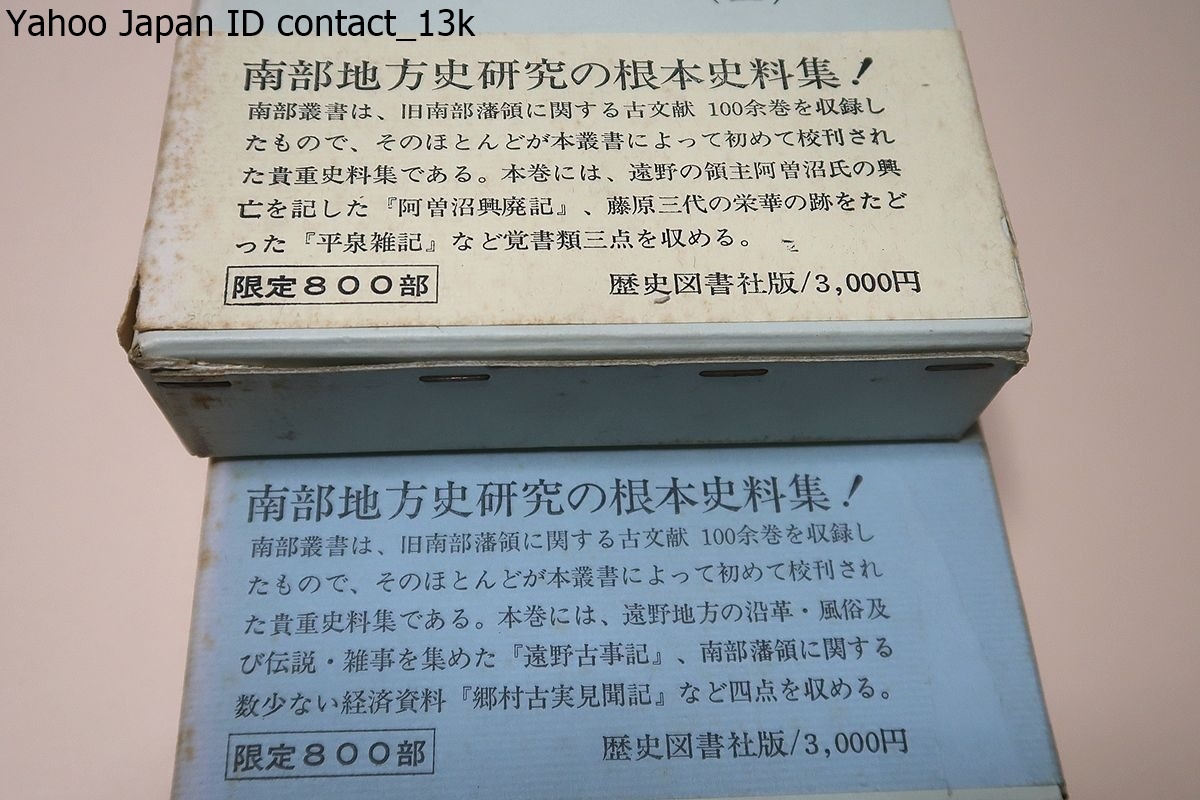 Yahoo Japan ID contact_13k
南部地方史研究の根本史料集！
南部叢書は、旧南部藩領に関する古文献 100余巻を収録し
たもので、そのほとんどが本叢書によって初めて校刊され
た貴重史料集である。本巻には、遠野の領主阿曽沼氏の興
亡を記した『阿曽沼興廃記』、藤原三代の栄華の跡をたど
った『平泉雑記』など覚書類三点を収める。
限定８００部
歴史図書社版/3,000円
南部地方史研究の根本史料集！
南部叢書は、旧南部藩領に関する古文献 100余巻を収録し
たもので、そのほとんどが本叢書によって初めて校刊され
た貴重史料集である。本巻には、遠野地方の沿革・風俗及
び伝説・雑事を集めた『遠野古事記』、南部藩領に関する
数少ない経済資料『郷村古実見聞記』など四点を収める。
限定８００部
歴史図書社版/3,000円